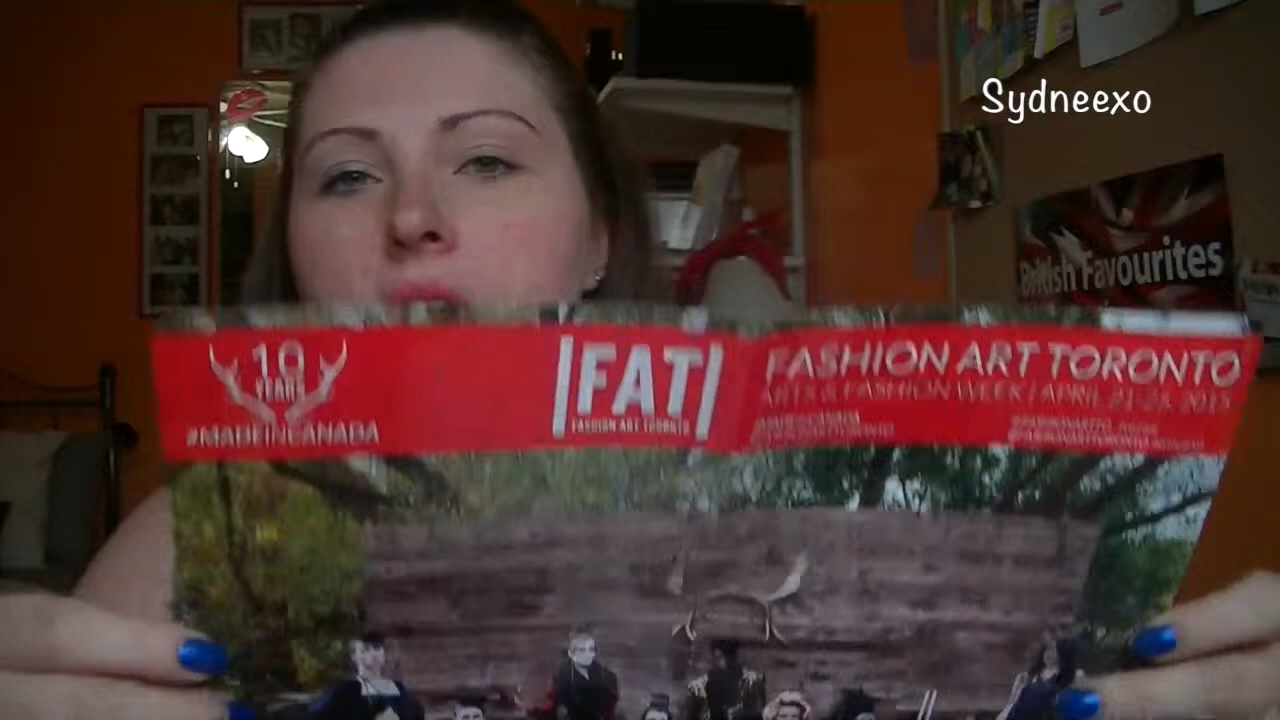 Sydneexo
British Favourites
10
YEARS
#MADEINCANADA
|FAT|
FASHION ART TORONTO
FASHION ART TORONTO
ARTS & FASHION WEEK | APRIL 21-25, 2015